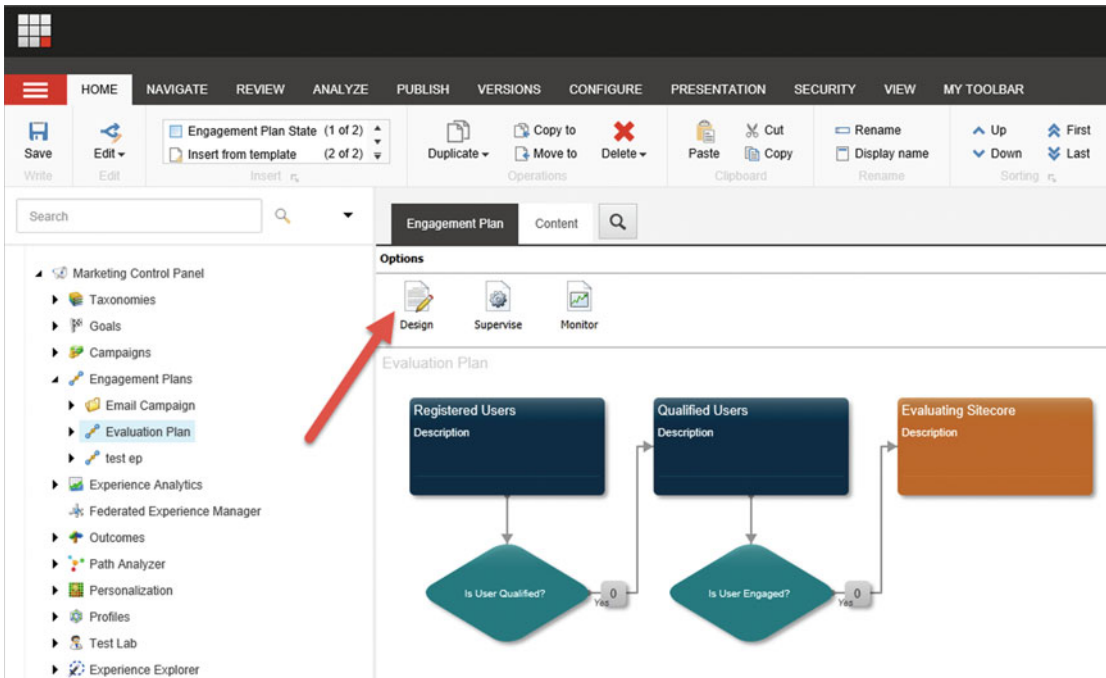 HOME NAVIGATE REVIEW ANALYZE PUBLISH VERSIONS CONFIGURE PRESENTATION SECURITY VIEW MY TOOLBAR
Engagement Plan State (1 of 2)
Insert from template (2 of 2)
Save
Edit
Duplicate
Copy to
Move to
Delete
Paste
Cut
Copy
Rename
Display name
Up
Down
First
Last
Write Edit Insert Operations Clipboard Rename Sorting
Search
Marketing Control Panel
Taxonomies
Goals
Campaigns
Engagement Plans
Email Campaign
Evaluation Plan
test ep
Experience Analytics
Federated Experience Manager
Outcomes
Path Analyzer
Personalization
Profiles
Test Lab
Experience Explorer
Engagement Plan Content
Options
Design Supervise Monitor
Evaluation Plan
Registered Users
Description
Qualified Users
Description
Evaluating Sitecore
Description
Is User Qualified?
0
Yes
Is User Engaged?
0
Yes